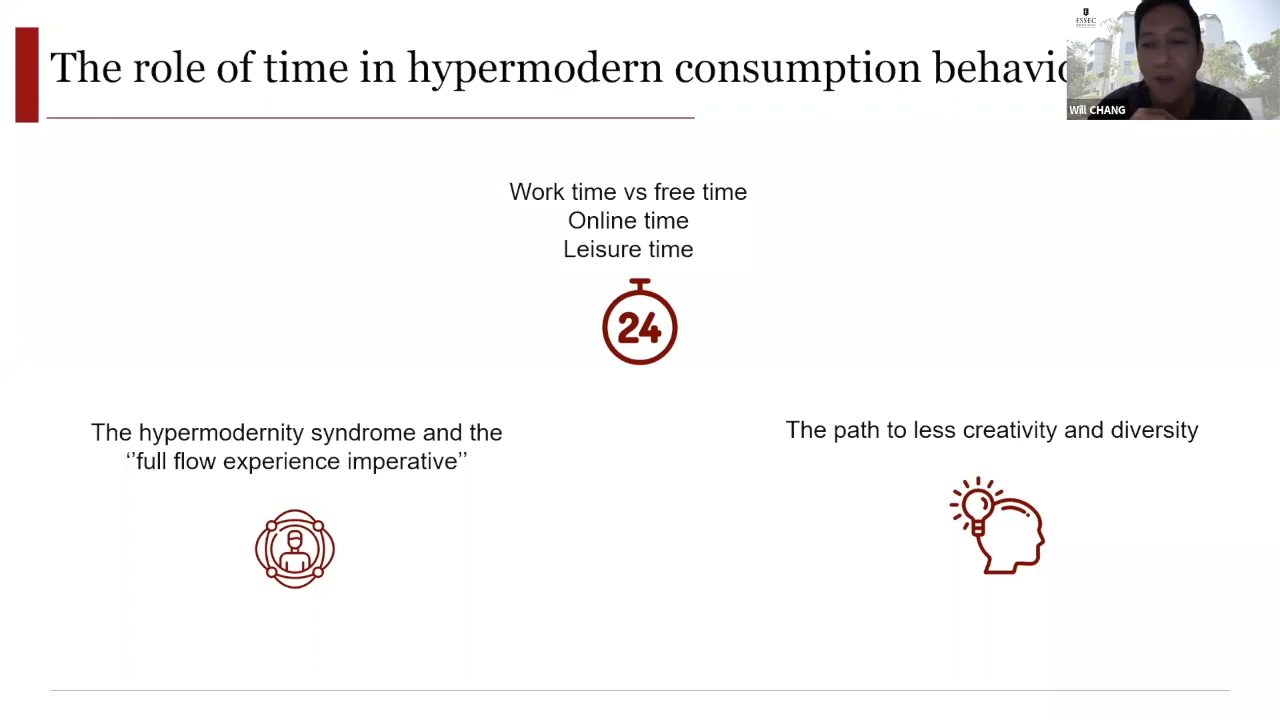 The role of time in hypermodern consumption behavio
ESSEC
Will CHANG
Work time vs free time
Online time
Leisure time
24
The hypermodernity syndrome and the
‘’full flow experience imperative’’
The path to less creativity and diversity